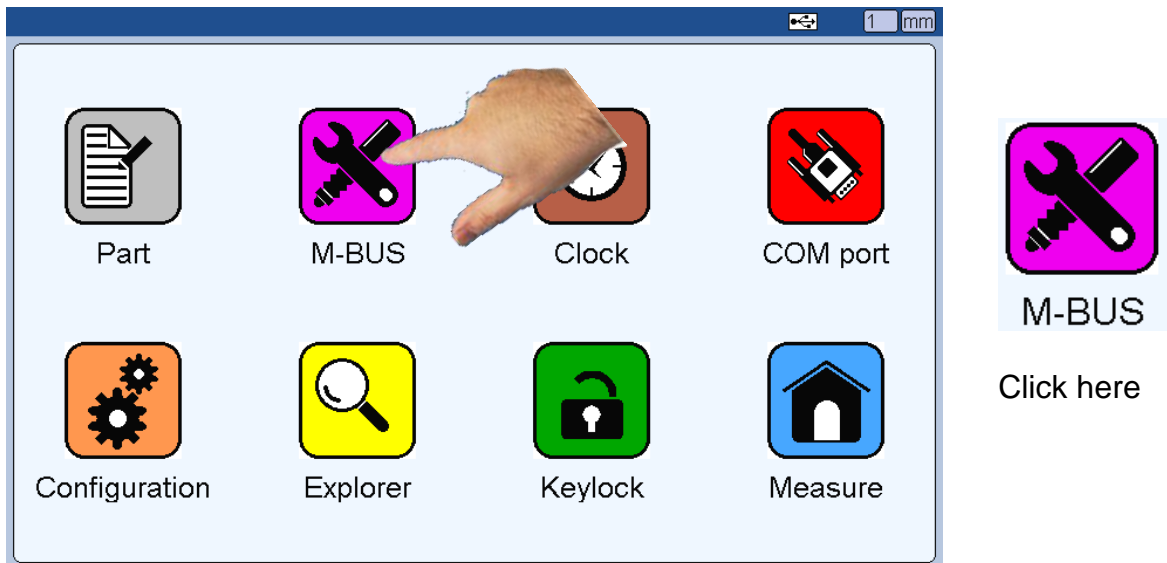 1 mm
Part M-BUS Clock COM port
M-BUS
Click here
Configuration Explorer Keylock Measure